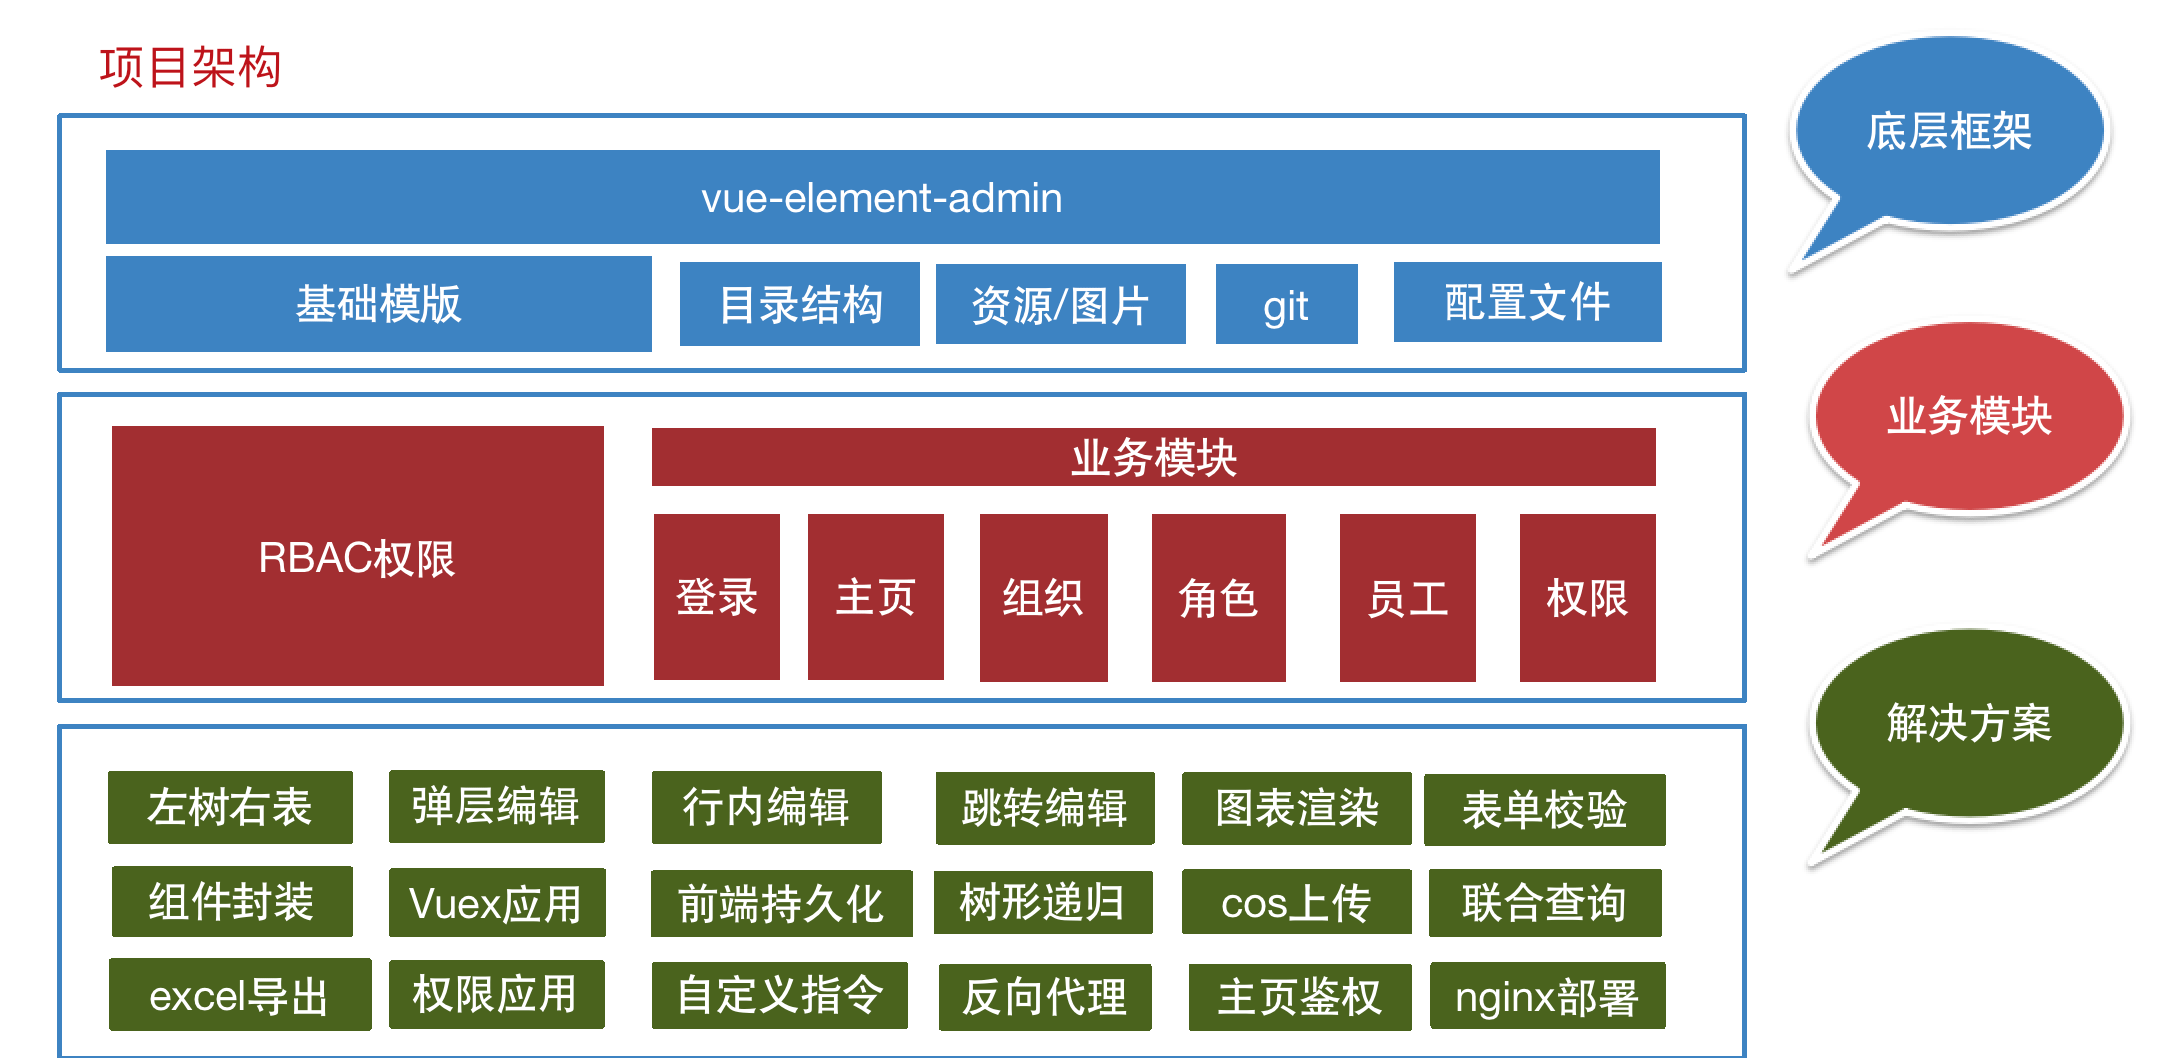 项目架构
底层框架
vue-element-admin
基础模版
目录结构
资源/图片
git
配置文件
业务模块
RBAC权限
业务模块
登录
主页
组织
角色
员工
权限
解决方案
左树右表
弹层编辑
行内编辑
跳转编辑
图表渲染
表单校验
组件封装
Vuex应用
前端持久化
树形递归
cos上传
联合查询
excel导出
权限应用
自定义指令
反向代理
主页鉴权
nginx部署